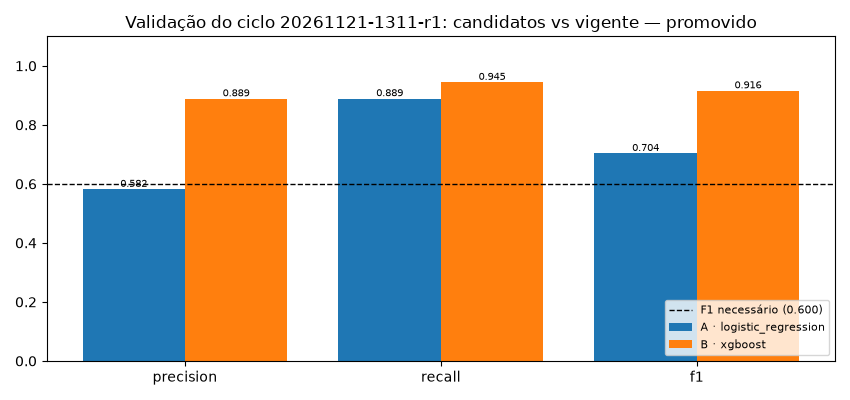 Validação do ciclo 20261121-1311-r1: candidatos vs vigente — promovido
1.0
0.8
0.6
0.4
0.2
0.0
0.582
0.889
0.889
0.945
0.704
0.916
F1 necessário (0.600)
A · logistic_regression
B · xgboost
precision
recall
f1